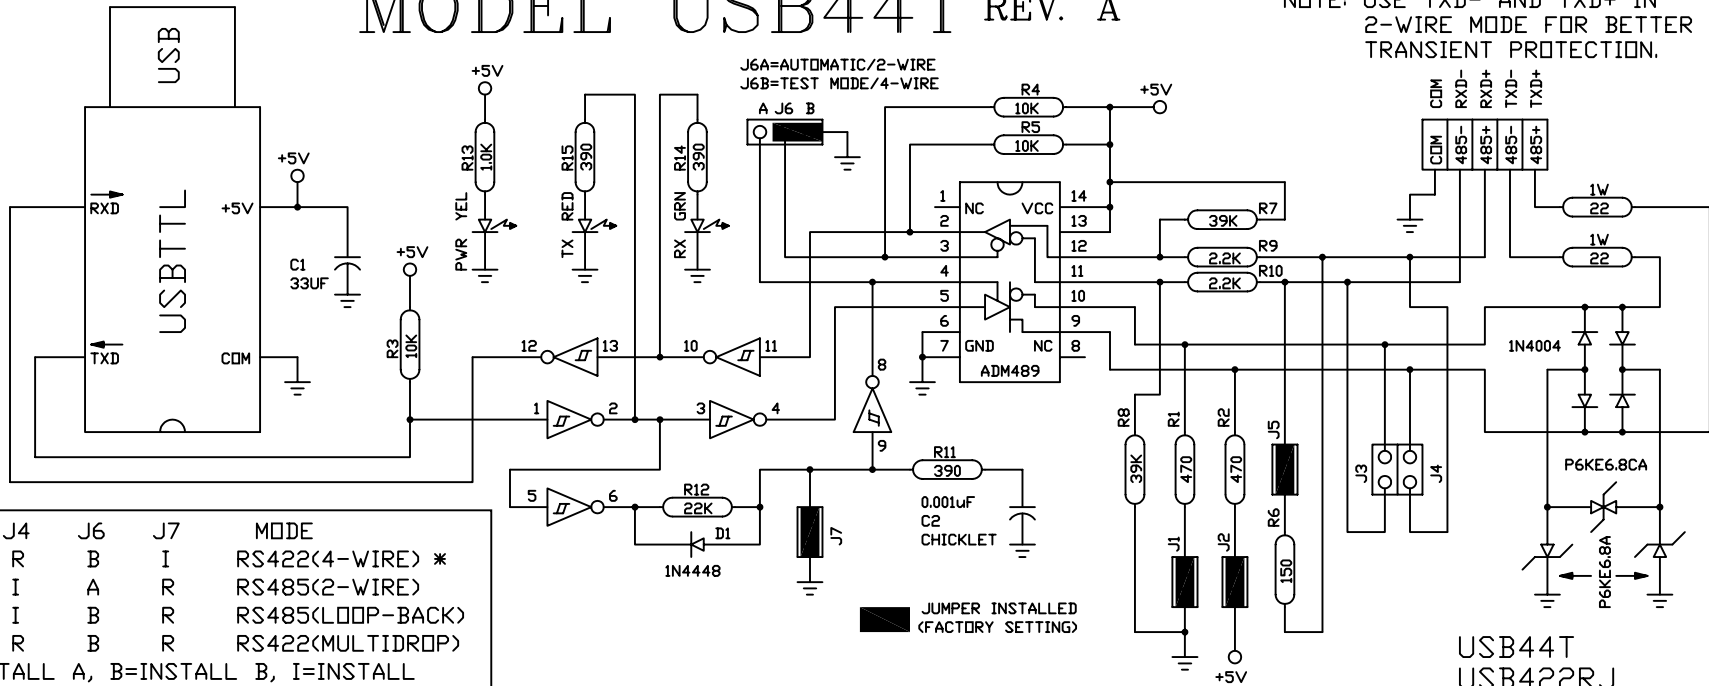 MODEL USB44T REV. A
NOTE: USE TXD- AND TXD+ IN
2-WIRE MODE FOR BETTER
TRANSIENT PROTECTION.
USB
USBTTL
RXD
TXD
+5V
COM
+5V
C1
33UF
+5V
R3
10K
+5V
R13
1.0K
PWR YEL
R15
390
TX RED
R14
390
RX GRN
J6A=AUTOMATIC/2-WIRE
J6B=TEST MODE/4-WIRE
A J6 B
R4
10K
R5
10K
+5V
1
2
3
4
5
6
7
NC
GND
VCC
NC
ADM489
14
13
12
11
10
9
8
R7
39K
R9
2.2K
R10
2.2K
COM
RXD-
RXD+
TXD-
TXD+
COM
485-
485+
485-
485+
1W
22
1W
22
12
13
10
11
1
2
3
4
5
6
8
9
R12
22K
D1
1N4448
J7
R11
390
0.001uF
C2
CHICKLET
R8
39K
R1
470
R2
470
J5
R6
150
J1
J2
+5V
J3
J4
1N4004
P6KE6.8CA
P6KE6.8A
JUMPER INSTALLED
(FACTORY SETTING)
J4 J6 J7 MODE
R B I RS422(4-WIRE) *
I A R RS485(2-WIRE)
I B R RS485(LOOP-BACK)
R B R RS422(MULTIDROP)
TALL A, B=INSTALL B, I=INSTALL
USB44T
USB422RJ